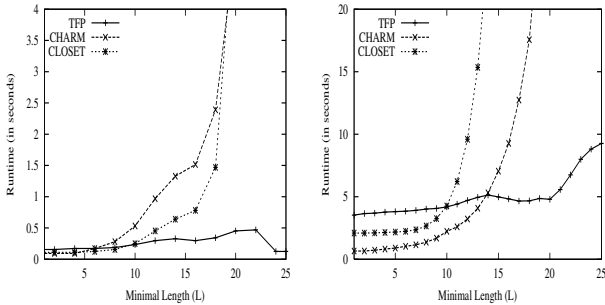 4
3.5
3
2.5
2
1.5
1
0.5
0
5 10 15 20 25
Runtime (in seconds)
Minimal Length (L)
TFP
CHARM
CLOSET
20
15
10
5
0
5 10 15 20 25
Runtime (in seconds)
Minimal Length (L)
TFP
CHARM
CLOSET